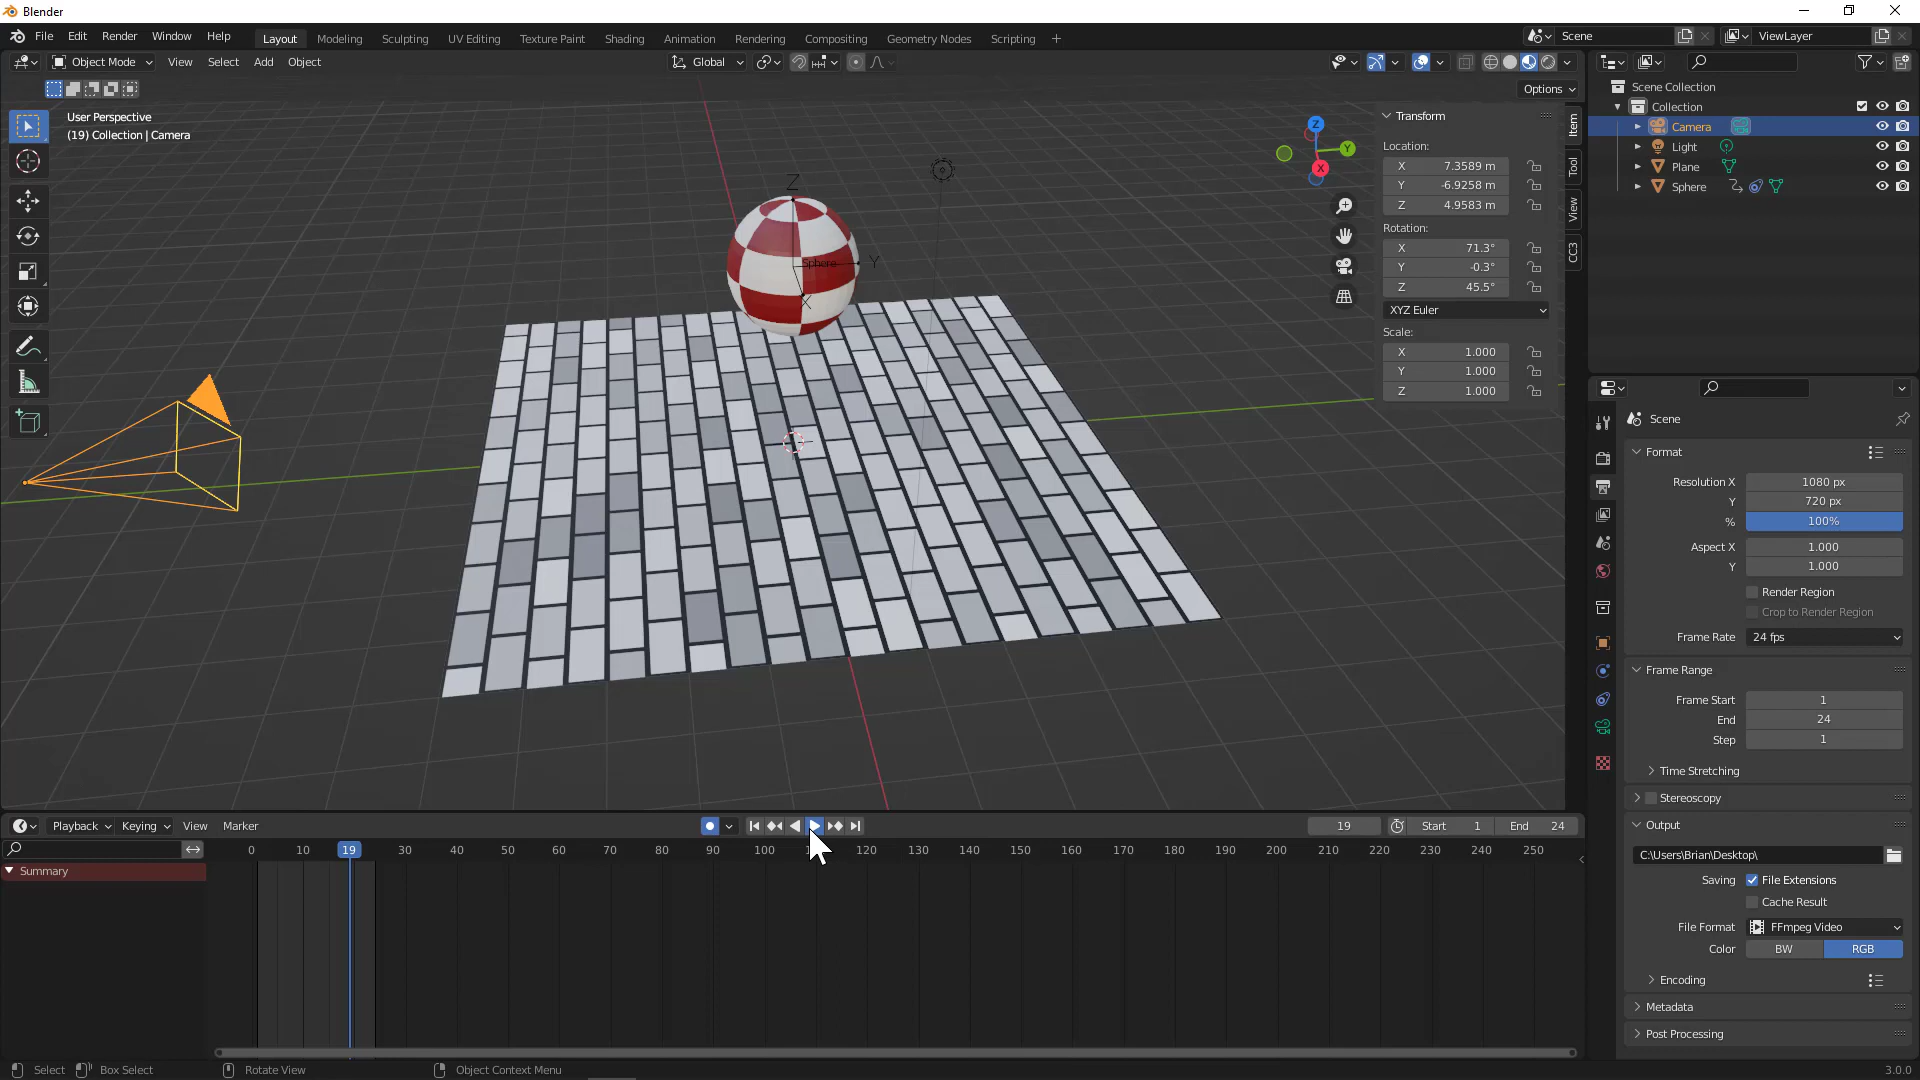 Blender
File Edit Render Window Help Layout Modeling Sculpting UV Editing Texture Paint Shading Animation Rendering Compositing Geometry Nodes Scripting + Scene ViewLayer
Object Mode View Select Add Object Global
Options
User Perspective
(19) Collection | Camera
Z
Sphere
Y
X
Z
Y
X
Transform
Location:
X 7.3589 m
Y -6.9258 m
Z 4.9583 m
Rotation:
X 71.3°
Y -0.3°
Z 45.5°
XYZ Euler
Scale:
X 1.000
Y 1.000
Z 1.000
Item
Tool
View
CC3
Scene Collection
Collection
Camera
Light
Plane
Sphere
Scene
Format
Resolution X 1080 px
Y 720 px
% 100%
Aspect X 1.000
Y 1.000
Render Region
Crop to Render Region
Frame Rate 24 fps
Frame Range
Frame Start 1
End 24
Step 1
Time Stretching
Stereoscopy
Output
C:\Users\Brian\Desktop\
Saving File Extensions
Cache Result
File Format FFmpeg Video
Color BW RGB
Encoding
Metadata
Post Processing
Playback Keying View Marker 19 Start 1 End 24
0 10 19 30 40 50 60 70 80 90 100 120 130 140 150 160 170 180 190 200 210 220 230 240 250
Summary
Select Box Select Rotate View Object Context Menu 3.0.0